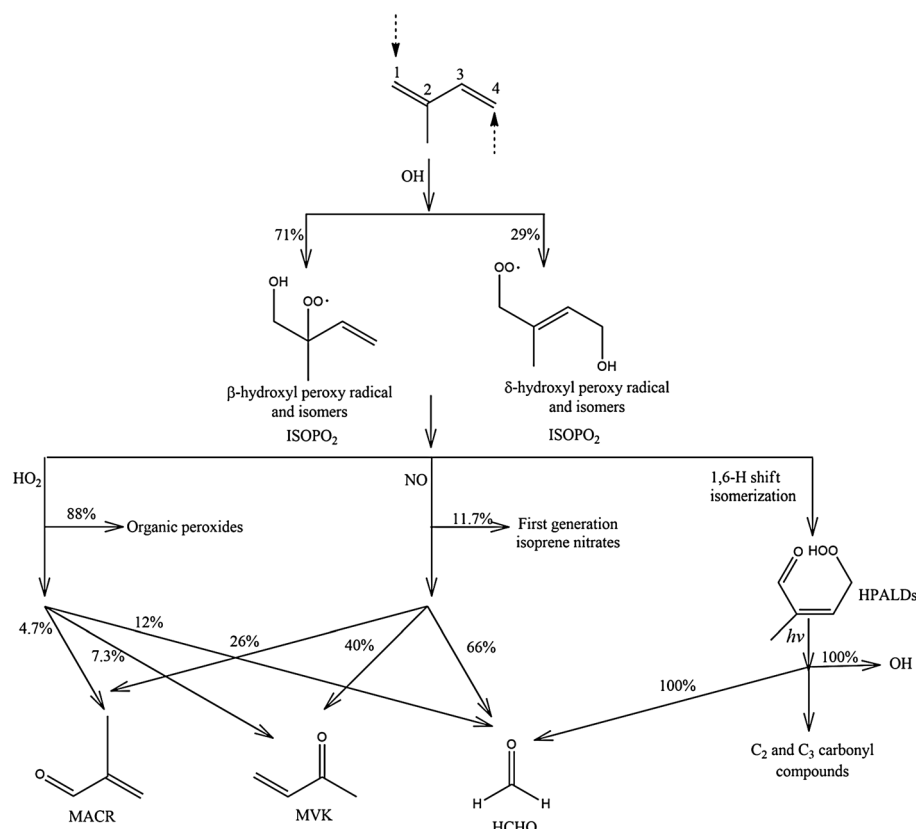 1
2
3
4
OH
71%
29%
OH
OO·
β-hydroxyl peroxy radical
and isomers
ISOPO2
OO·
OH
δ-hydroxyl peroxy radical
and isomers
ISOPO2
HO2
NO
1,6-H shift
isomerization
88%
Organic peroxides
11.7%
First generation
isoprene nitrates
O
HOO
HPALDs
hv
4.7%
7.3%
12%
26%
40%
66%
100%
100%
OH
O
MACR
O
MVK
O
H
H
HCHO
C2 and C3 carbonyl
compounds